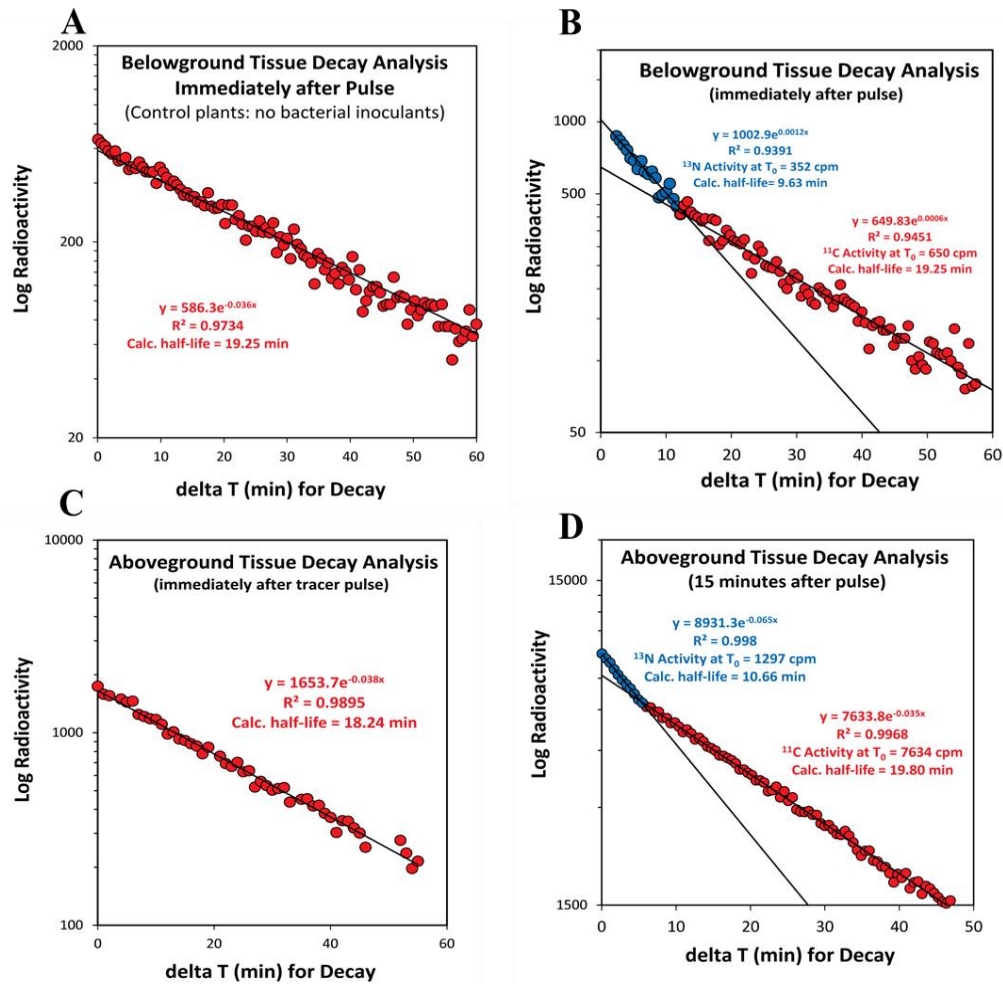 A
2000
200
20
Log Radioactivity
Belowground Tissue Decay Analysis
Immediately after Pulse
(Control plants: no bacterial inoculants)
y = 586.3e^-0.036x
R² = 0.9734
Calc. half-life = 19.25 min
0 10 20 30 40 50 60
delta T (min) for Decay
B
1000
500
50
Log Radioactivity
Belowground Tissue Decay Analysis
(immediately after pulse)
y = 1002.9e^0.0012x
R² = 0.9391
¹³N Activity at T₀ = 352 cpm
Calc. half-life= 9.63 min
y = 649.83e^0.0006x
R² = 0.9451
¹¹C Activity at T₀ = 650 cpm
Calc. half-life = 19.25 min
0 10 20 30 40 50 60
delta T (min) for Decay
C
10000
1000
100
Log Radioactivity
Aboveground Tissue Decay Analysis
(immediately after tracer pulse)
y = 1653.7e^-0.038x
R² = 0.9895
Calc. half-life = 18.24 min
0 20 40 60
delta T (min) for Decay
D
15000
1500
Log Radioactivity
Aboveground Tissue Decay Analysis
(15 minutes after pulse)
y = 8931.3e^-0.065x
R² = 0.998
¹³N Activity at T₀ = 1297 cpm
Calc. half-life = 10.66 min
y = 7633.8e^-0.035x
R² = 0.9968
¹¹C Activity at T₀ = 7634 cpm
Calc. half-life = 19.80 min
0 10 20 30 40 50
delta T (min) for Decay